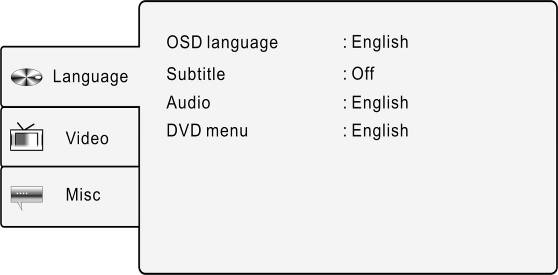 Language
Video
Misc
OSD language : English
Subtitle : Off
Audio : English
DVD menu : English